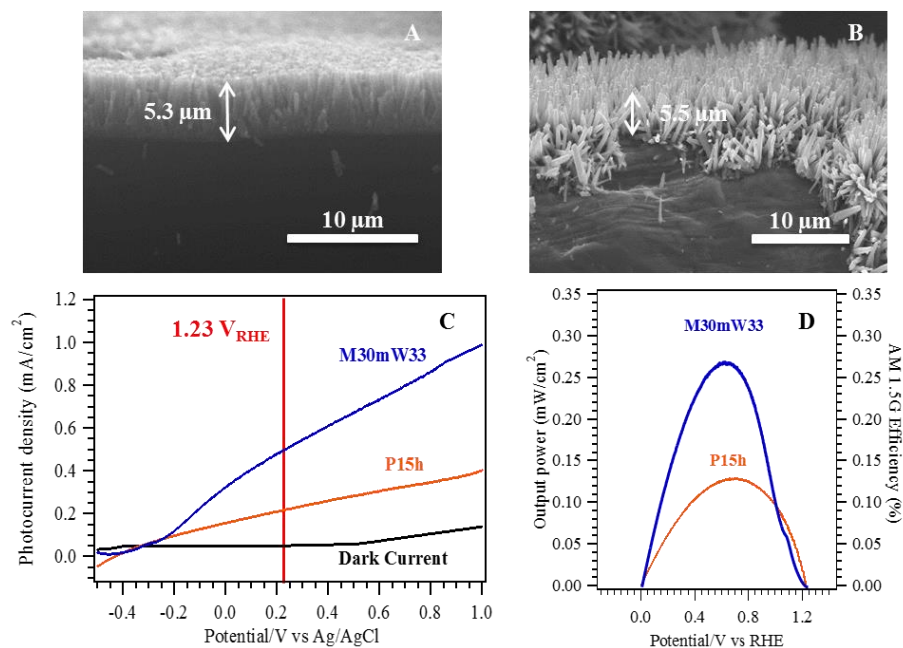 A
5.3 μm
10 μm
B
5.5 μm
10 μm
1.2
1.0
0.8
0.6
0.4
0.2
0.0
Photocurrent density (mA/cm²)
1.23 V_RHE
C
M30mW33
P15h
Dark Current
-0.4 -0.2 0.0 0.2 0.4 0.6 0.8 1.0
Potential/V vs Ag/AgCl
0.35
0.30
0.25
0.20
0.15
0.10
0.05
0.00
Output power (mW/cm²)
M30mW33
D
P15h
0.35
0.30
0.25
0.20
0.15
0.10
0.05
0.00
AM 1.5G Efficiency (%)
0.0 0.4 0.8 1.2
Potential/V vs RHE